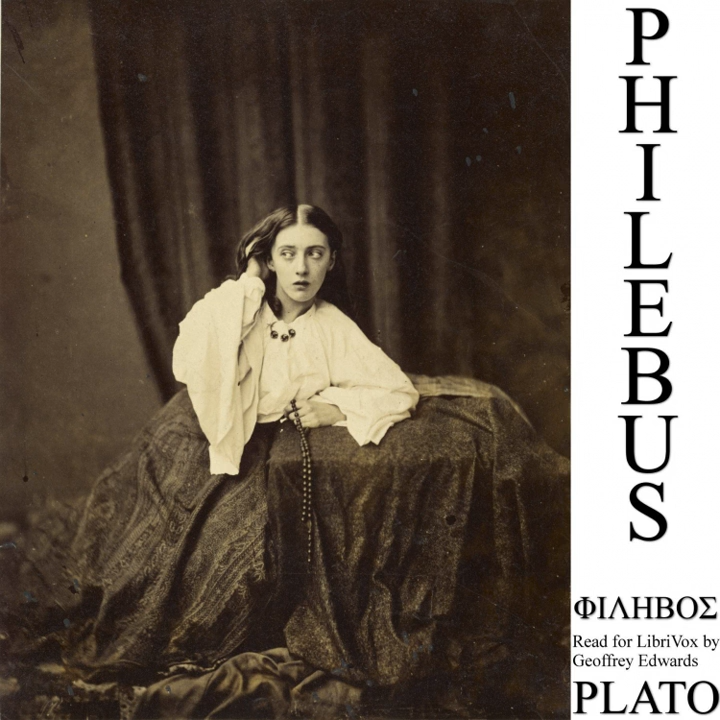 PHILEBUS
ΦΙΛΗΒΟΣ
Read for LibriVox by
Geoffrey Edwards
PLATO